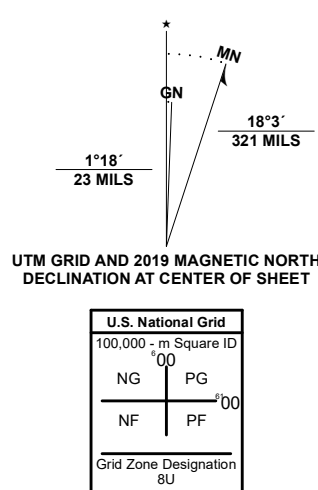 ★
MN
GN
18°3´
321 MILS
1°18´
23 MILS
UTM GRID AND 2019 MAGNETIC NORTH
DECLINATION AT CENTER OF SHEET
U.S. National Grid
100,000 - m Square ID
⁶00
NG PG
⁶¹00
NF PF
Grid Zone Designation
8U